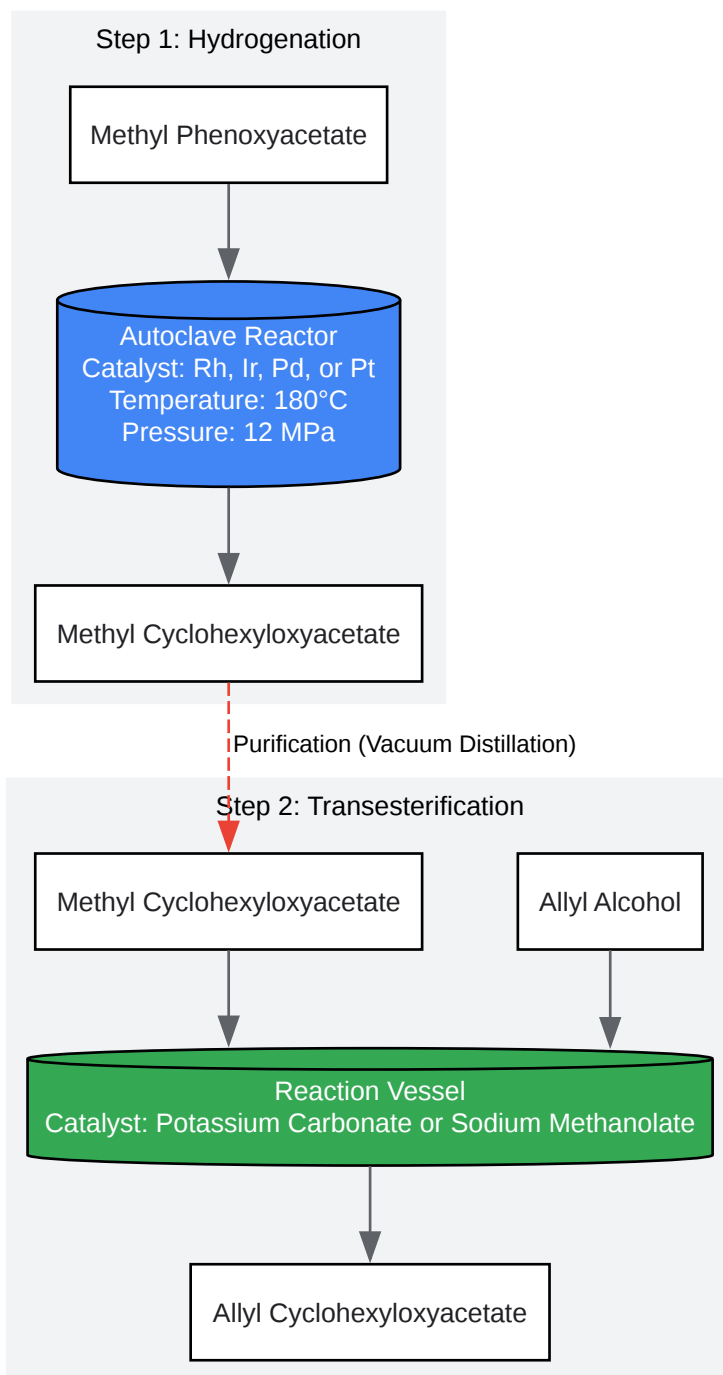 Step 1: Hydrogenation
Methyl Phenoxyacetate
Autoclave Reactor
Catalyst: Rh, Ir, Pd, or Pt
Temperature: 180°C
Pressure: 12 MPa
Methyl Cyclohexyloxyacetate
Purification (Vacuum Distillation)
Step 2: Transesterification
Methyl Cyclohexyloxyacetate
Allyl Alcohol
Reaction Vessel
Catalyst: Potassium Carbonate or Sodium Methanolate
Allyl Cyclohexyloxyacetate